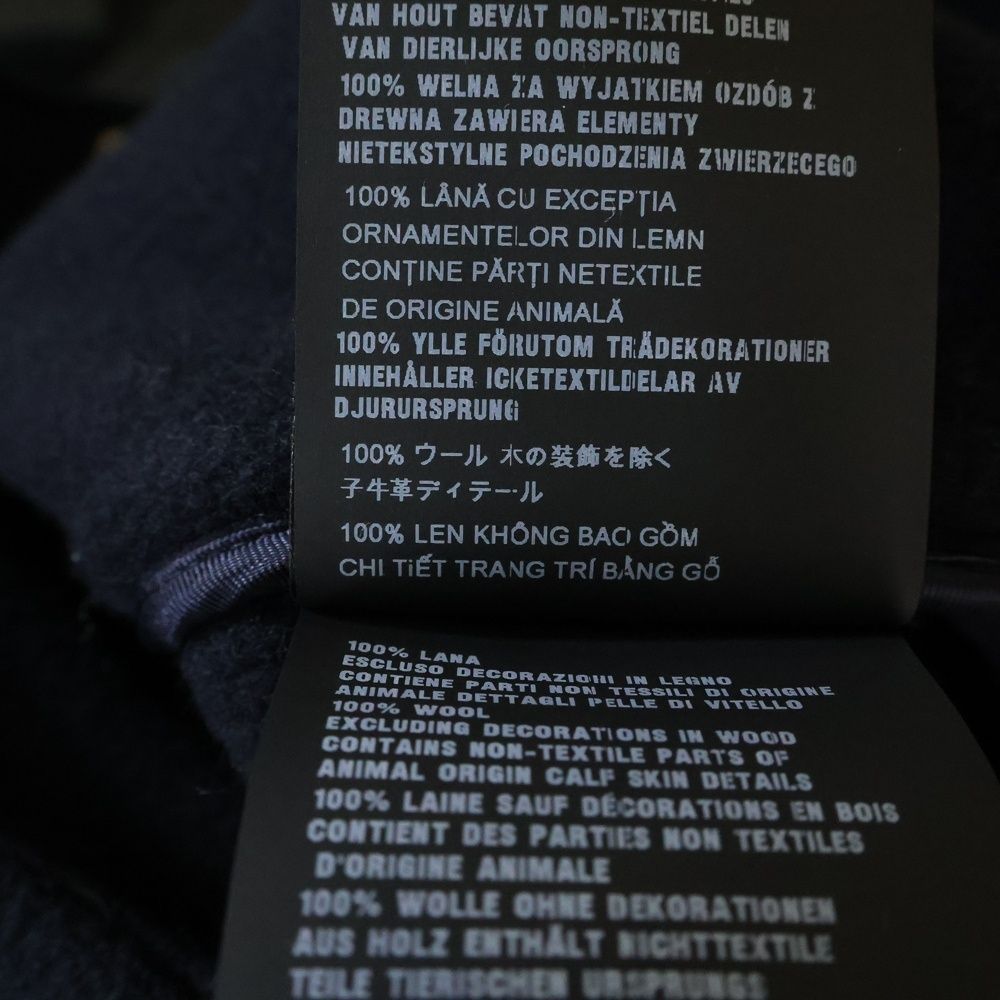 VAN HOUT BEVAT NON-TEXTIEL DELEN
VAN DIERLIJKE OORSPRONG
100% WELNA ZA WYJATKIEM OZDÓB Z
DREWNA ZAWIERA ELEMENTY
NIETEKSTYLNE POCHODZENIA ZWIERZECEGO
100% LÂNĂ CU EXCEPȚIA
ORNAMENTELOR DIN LEMN
CONȚINE PĂRȚI NETEXTILE
DE ORIGINE ANIMALĂ
100% YLLE FÖRUTOM TRÄDEKORATIONER
INNEHÅLLER ICKETEXTILDELAR AV
DJURURSPRUNG
100% ウール 木の装飾を除く
子牛革ディテール
100% LEN KHÔNG BAO GỒM
CHI TIẾT TRANG TRÍ BẰNG GỖ
100% LANA
ESCLUSO DECORAZIONI IN LEGNO
CONTIENE PARTI NON TESSILI DI ORIGINE
ANIMALE DETTAGLI PELLE DI VITELLO
100% WOOL
EXCLUDING DECORATIONS IN WOOD
CONTAINS NON-TEXTILE PARTS OF
ANIMAL ORIGIN CALF SKIN DETAILS
100% LAINE SAUF DÉCORATIONS EN BOIS
CONTIENT DES PARTIES NON TEXTILES
D'ORIGINE ANIMALE
100% WOLLE OHNE DEKORATIONEN
AUS HOLZ ENTHÄLT NICHTTEXTILE
TEILE TIERISCHEN URSPRUNGS